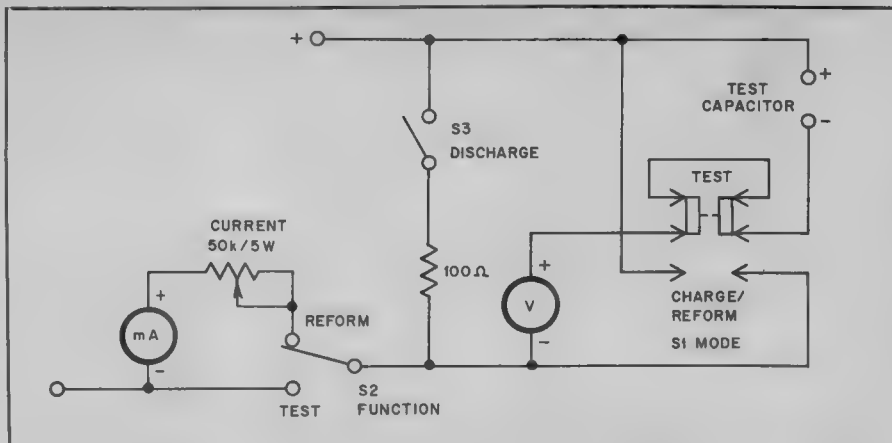 +
+
TEST
CAPACITOR
-
S3
DISCHARGE
TEST
CURRENT
50k/5W
100Ω
+
+
V
CHARGE/
REFORM
REFORM
mA
-
-
S1 MODE
TEST
S2
FUNCTION